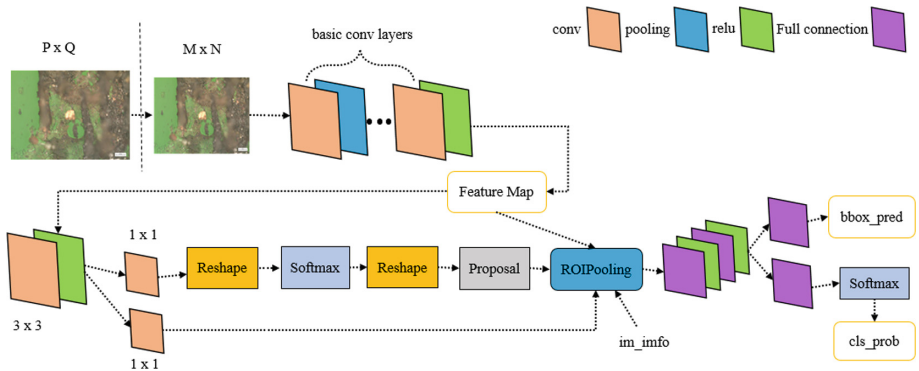 P x Q
M x N
basic conv layers
conv
pooling
relu
Full connection
Feature Map
1 x 1
Reshape
Softmax
Reshape
Proposal
ROIPooling
bbox_pred
Softmax
cls_prob
3 x 3
1 x 1
im_imfo